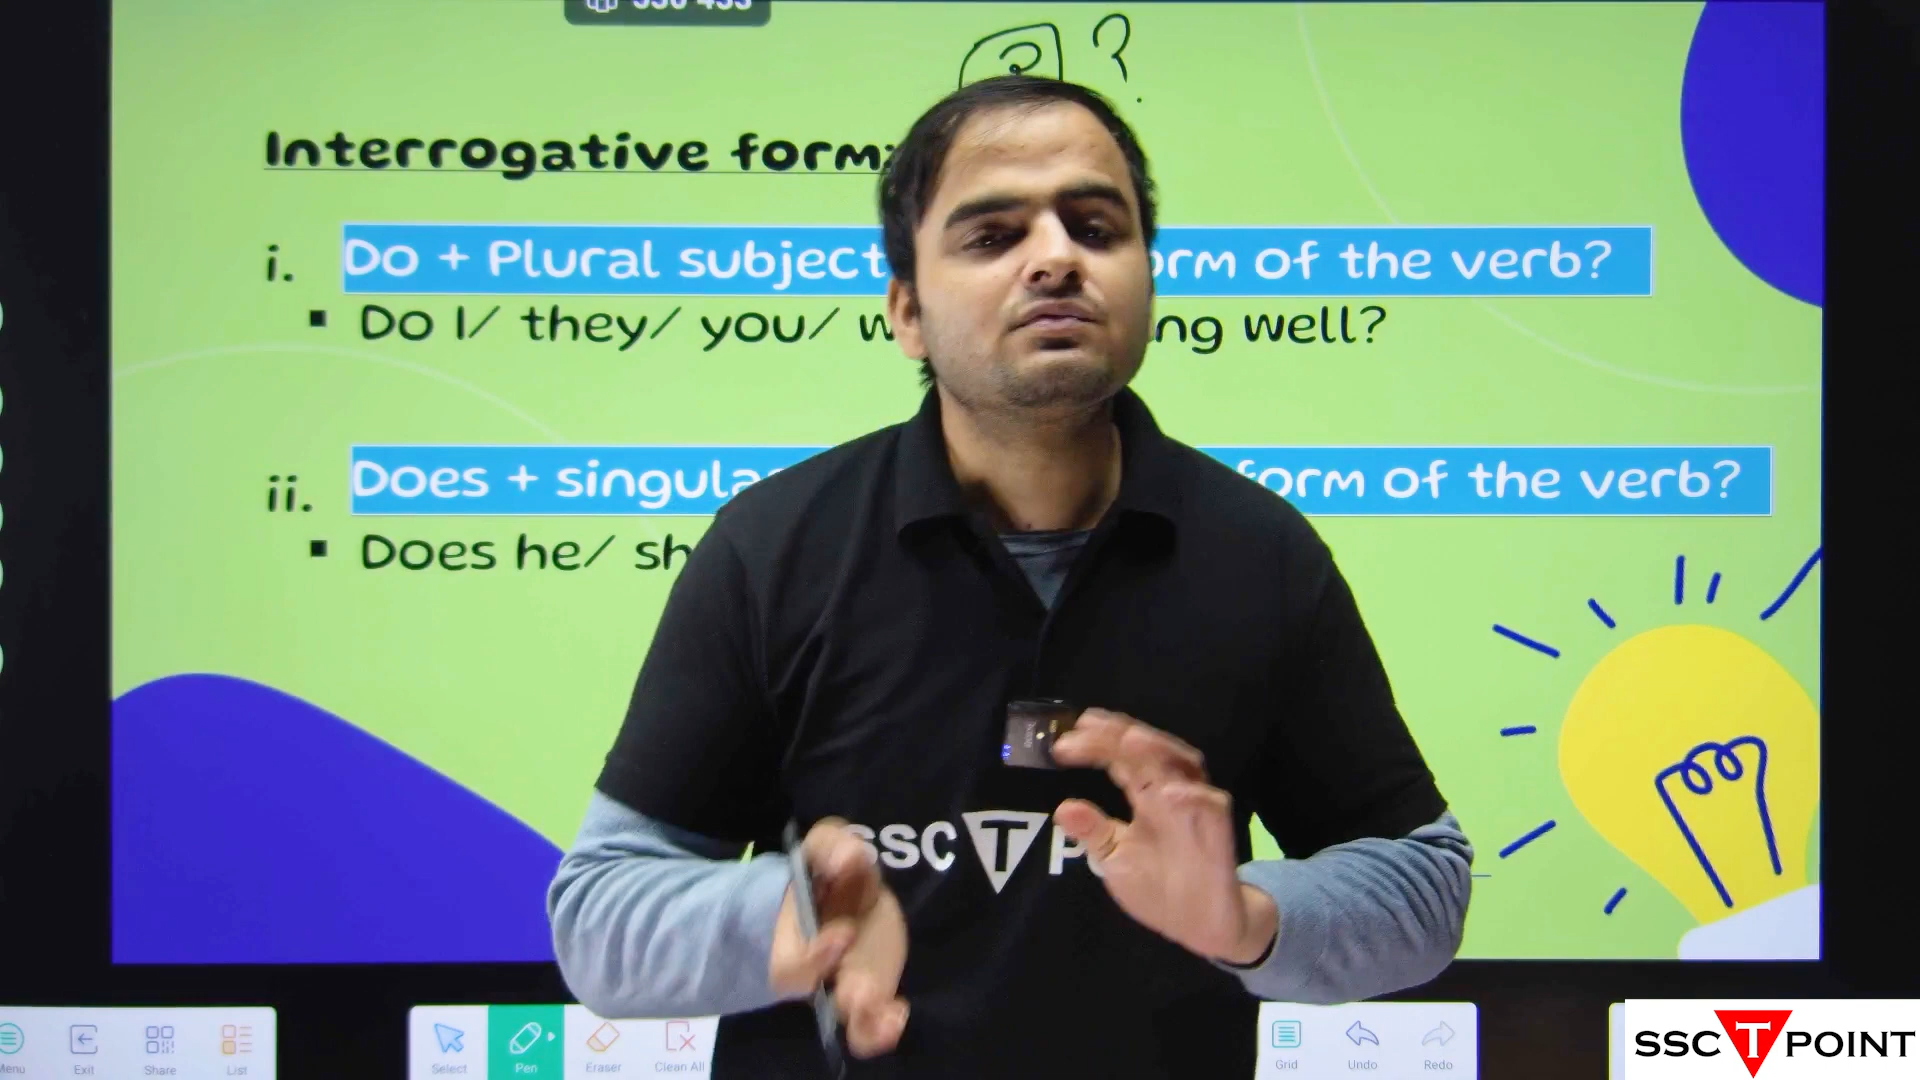 ? ?
Interrogative form:
i. Do + Plural subject orm of the verb?
▪ Do I/ they/ you/ w ng well?
ii. Does + singula form of the verb?
▪ Does he/ sh
SSC T P
Menu Exit Share List Select Pen Eraser Clean All Grid Undo Redo
SSC T POINT